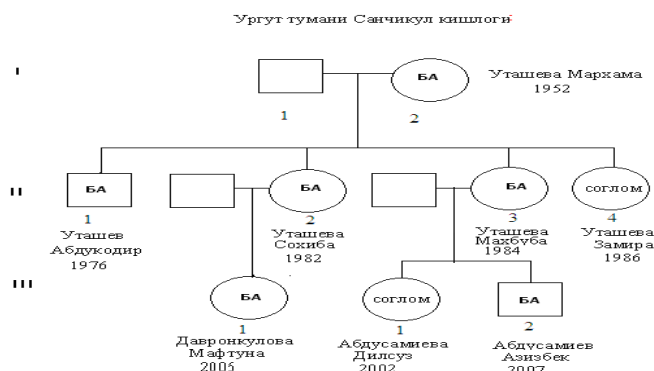 Ургут тумани Санчикул кишлоги
I
БА
Уташева Мархама
1952
1
2
II
БА
БА
БА
соглом
1
2
3
4
Уташев
Абдукодир
1976
Уташева
Сохиба
1982
Уташева
Махбуба
1984
Уташева
Замира
1986
III
БА
соглом
БА
1
1
2
Давронкулова
Мафтуна
2005
Абдусамиева
Дилсуз
2002
Абдусамиев
Азизбек
2007